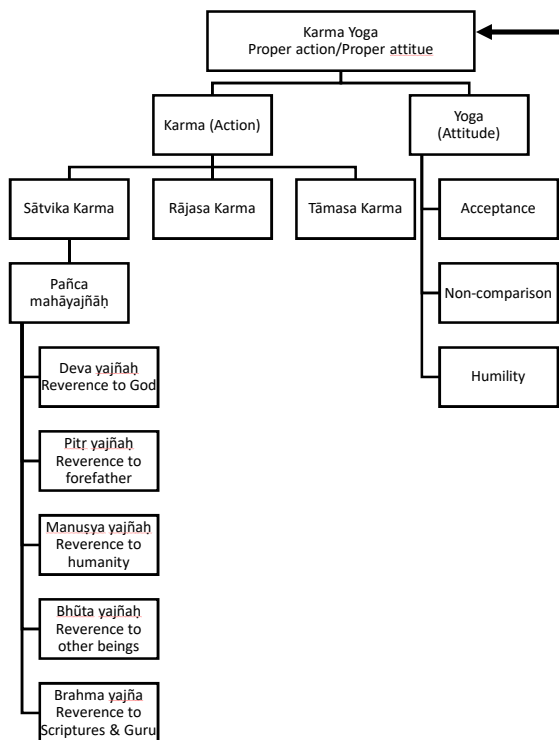 Karma Yoga
Proper action/Proper attitue
Karma (Action)
Yoga
(Attitude)
Sātvika Karma
Rājasa Karma
Tāmasa Karma
Acceptance
Pañca
mahāyajñāḥ
Non-comparison
Deva yajñaḥ
Reverence to God
Humility
Pitṛ yajñaḥ
Reverence to
forefather
Manuṣya yajñaḥ
Reverence to
humanity
Bhūta yajñaḥ
Reverence to
other beings
Brahma yajña
Reverence to
Scriptures & Guru